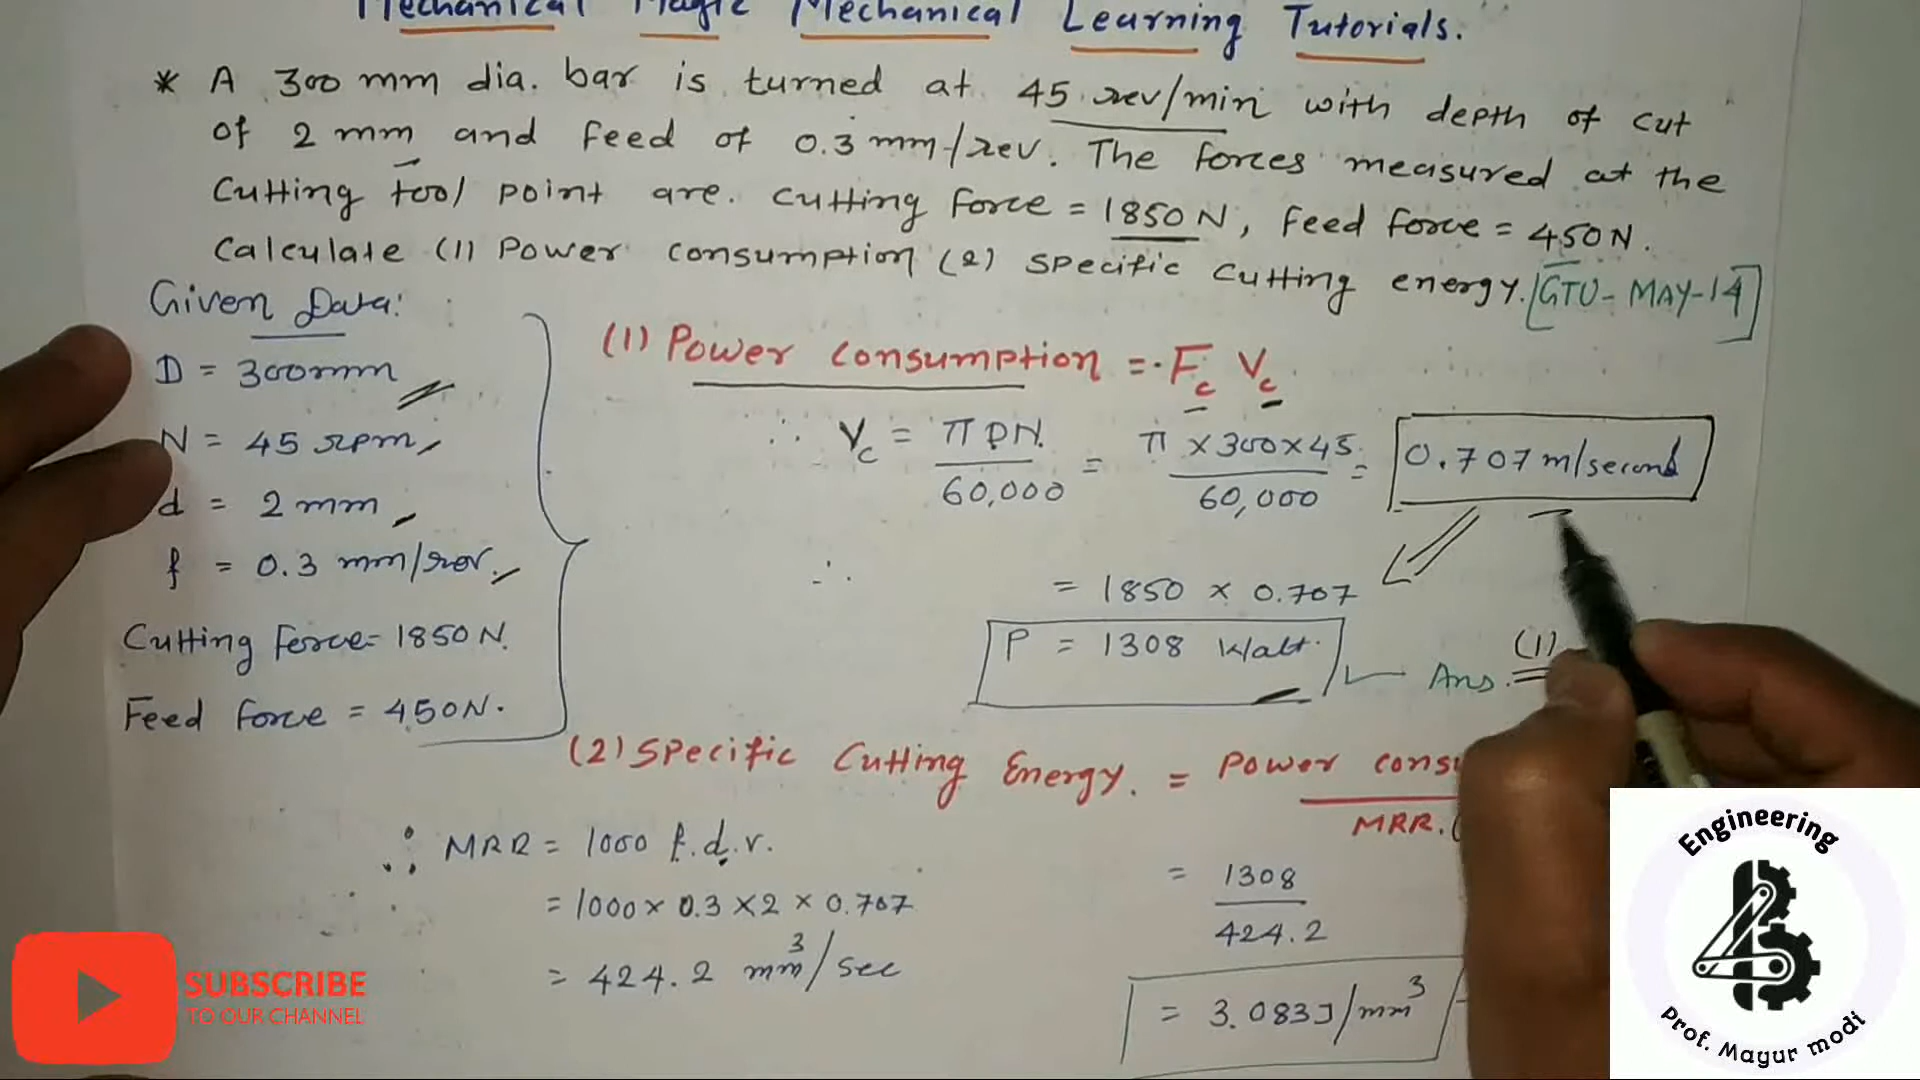 Mechanical Magic Mechanical Learning Tutorials.
* A 300 mm dia. bar is turned at 45 rev/min with depth of cut
of 2 mm and feed of 0.3 mm/rev. The forces measured at the
cutting tool point are. cutting force = 1850 N, Feed force = 450 N.
Calculate (1) Power consumption (2) specific cutting energy. [GTU-MAY-14]
Given Data:
D = 300mm
N = 45 rpm
d = 2 mm
f = 0.3 mm/rev.
Cutting force = 1850 N.
Feed force = 450 N.
(1) Power consumption = Fc Vc
∴ Vc = πDN / 60,000 = π × 300 × 45 / 60,000 = 0.707 m/second
∴ = 1850 × 0.707
P = 1308 Watt. Ans. (1)
(2) Specific Cutting Energy. = Power cons
MRR. (
∴ MRR = 1000 f.d.v.
= 1000 × 0.3 × 2 × 0.707
= 424.2 mm³/sec
= 1308 / 424.2
= 3.083 J/mm³
SUBSCRIBE
TO OUR CHANNEL
Engineering
Prof. Mayur modi